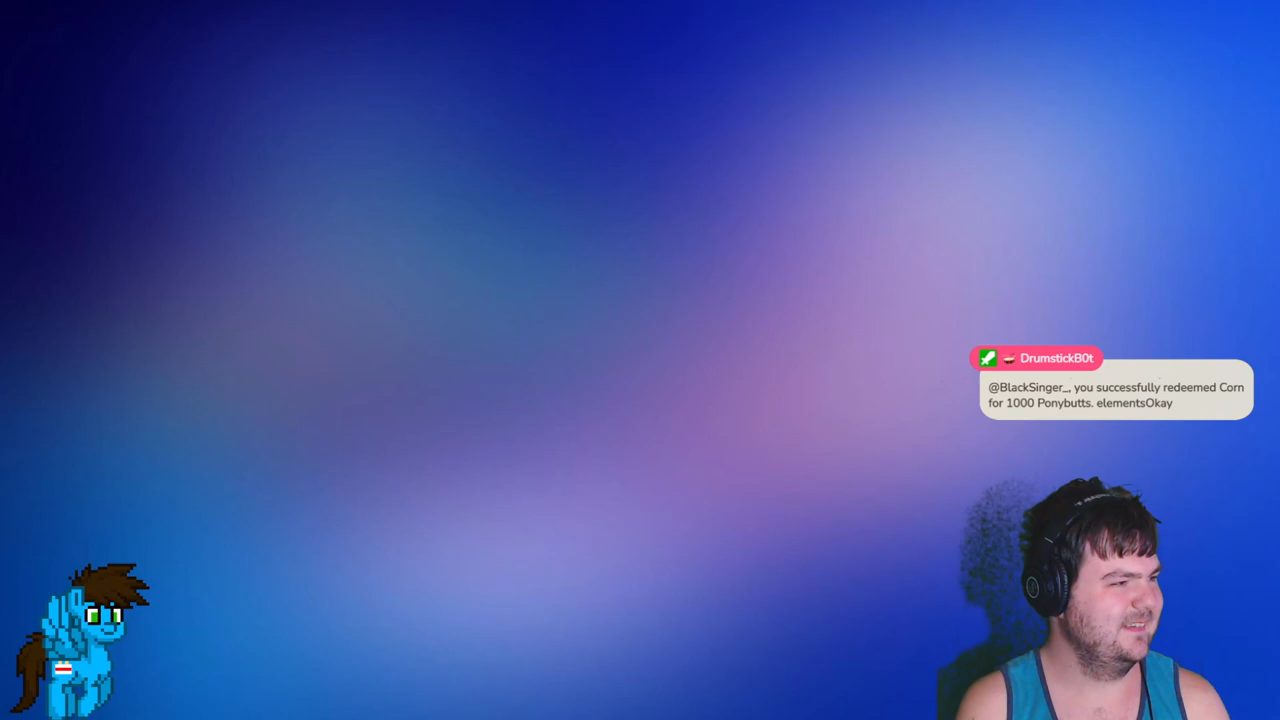 DrumstickB0t
@BlackSinger_, you successfully redeemed Corn
for 1000 Ponybutts. elementsOkay